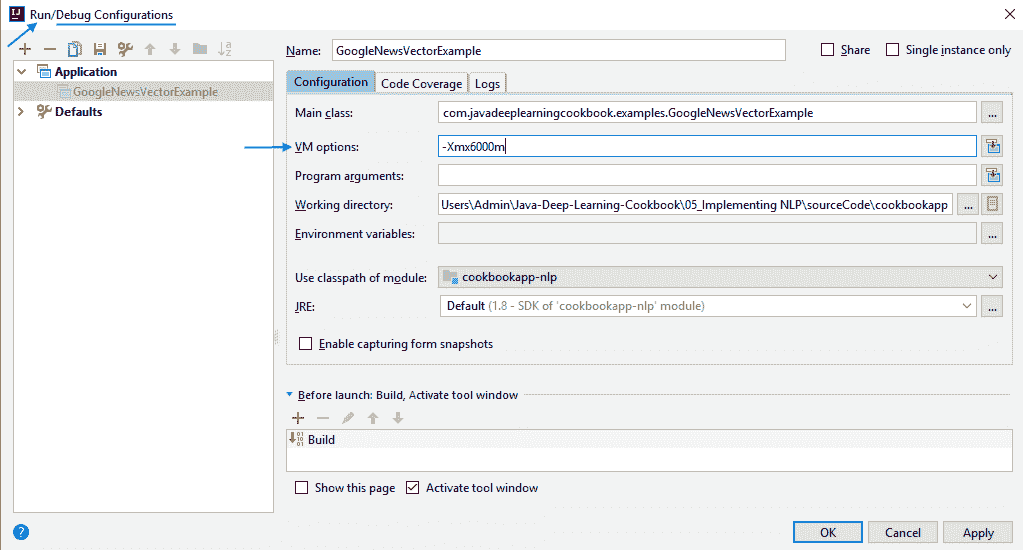 IJ Run/Debug Configurations
Name: GoogleNewsVectorExample Share Single instance only
Application
GoogleNewsVectorExample
Defaults
Configuration Code Coverage Logs
Main class: com.javadeeplearningcookbook.examples.GoogleNewsVectorExample ...
VM options: -Xmx6000m
Program arguments:
Working directory: Users\Admin\Java-Deep-Learning-Cookbook\05_Implementing NLP\sourceCode\cookbookapp ...
Environment variables: ...
Use classpath of module: cookbookapp-nlp
JRE: Default (1.8 - SDK of 'cookbookapp-nlp' module) ...
Enable capturing form snapshots
Before launch: Build, Activate tool window
Build
Show this page Activate tool window
? OK Cancel Apply